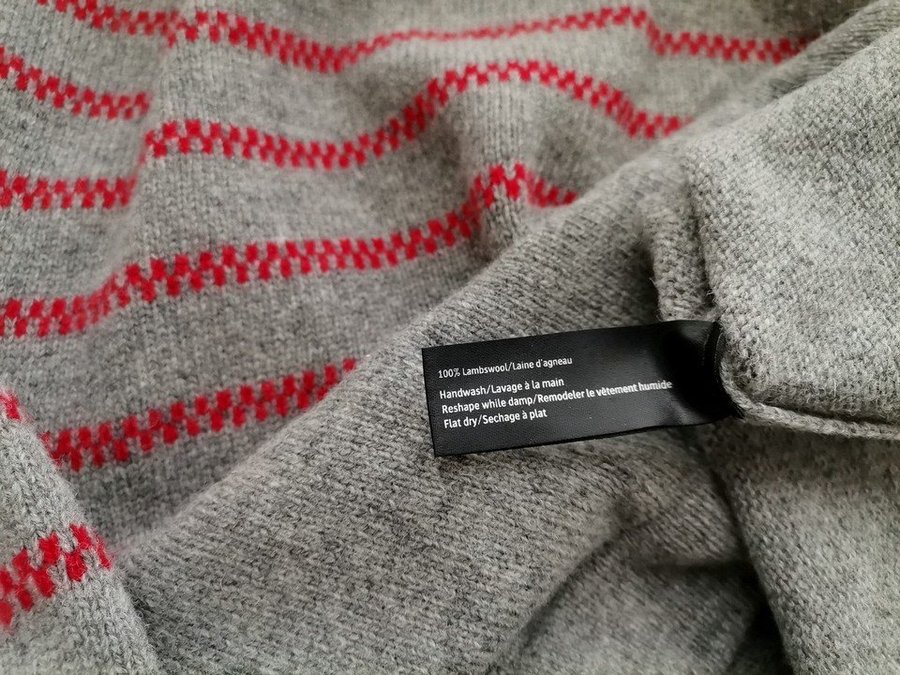 100% Lambswool/Laine d'agneau
Handwash/Lavage à la main
Reshape while damp/Remodeler le vêtement humide
Flat dry/Sechage à plat